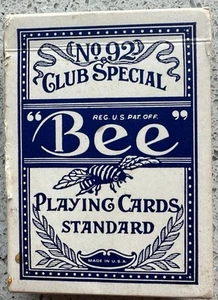 No 92
CLUB SPECIAL
REG. U.S. PAT. OFF.
"Bee"
PLAYING CARDS
STANDARD
MADE IN U.S.A.